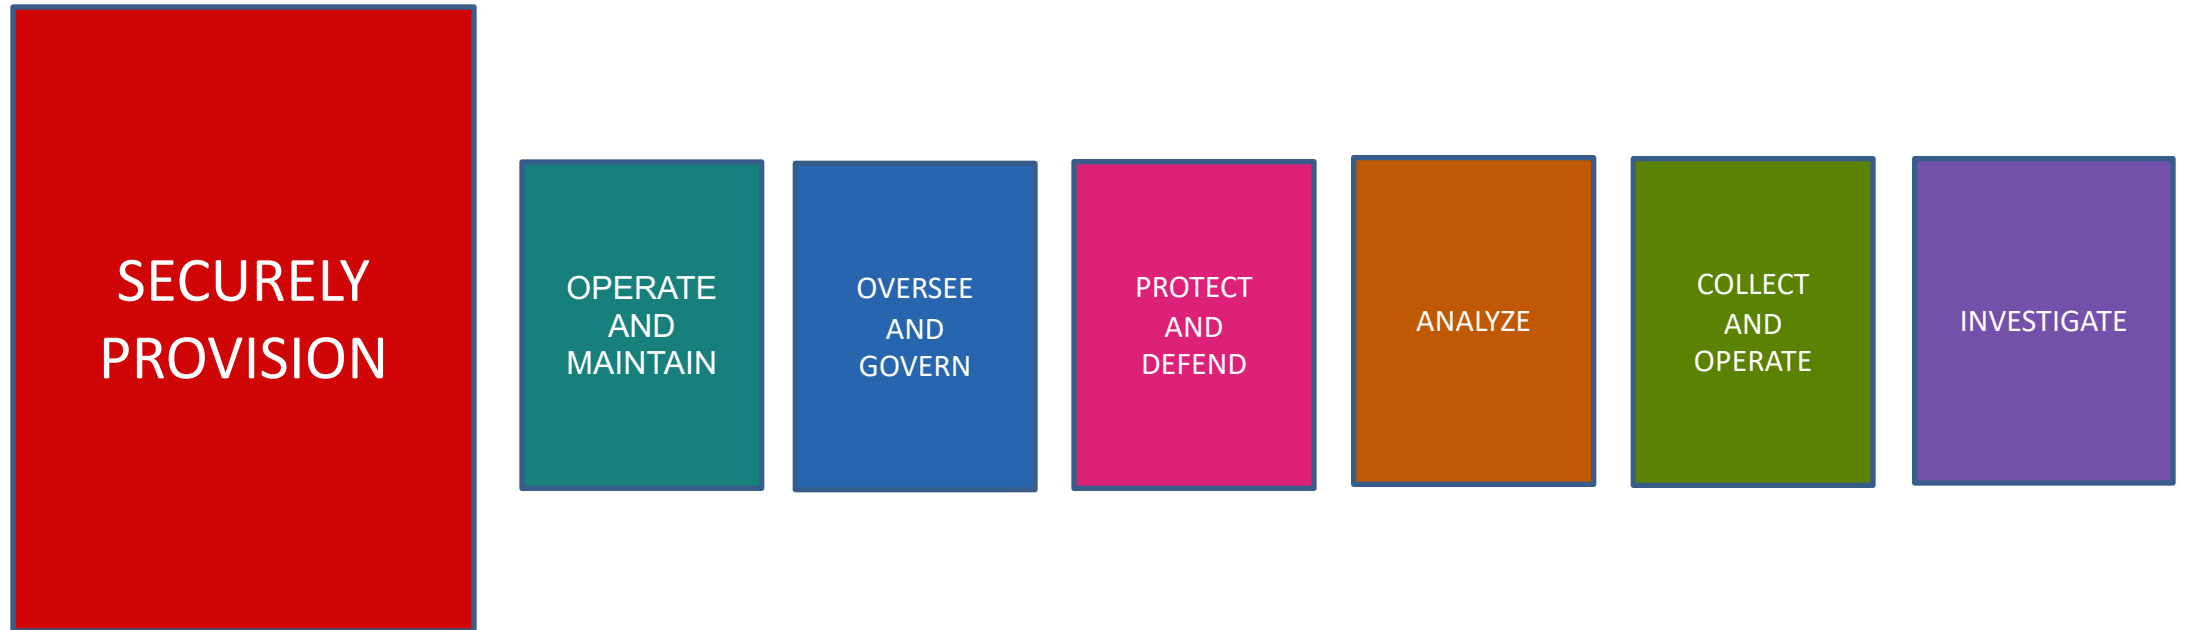 SECURELY
PROVISION
OPERATE
AND
MAINTAIN
OVERSEE
AND
GOVERN
PROTECT
AND
DEFEND
ANALYZE
COLLECT
AND
OPERATE
INVESTIGATE